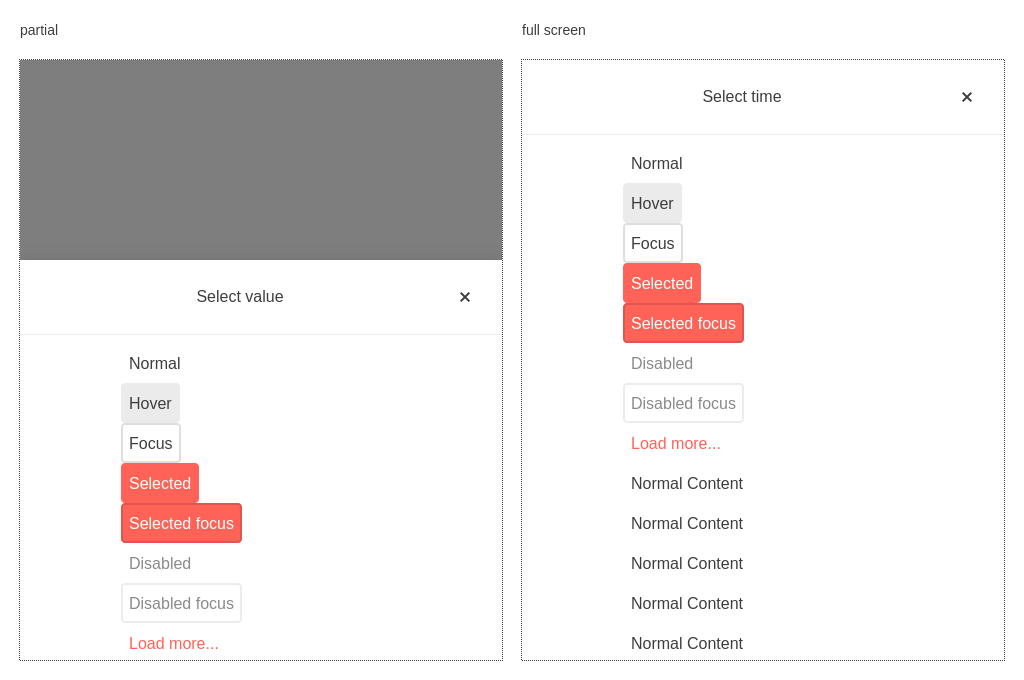 partial
Select value
Normal
Hover
Focus
Selected
Selected focus
Disabled
Disabled focus
Load more...
full screen
Select time
Normal
Hover
Focus
Selected
Selected focus
Disabled
Disabled focus
Load more...
Normal Content
Normal Content
Normal Content
Normal Content
Normal Content